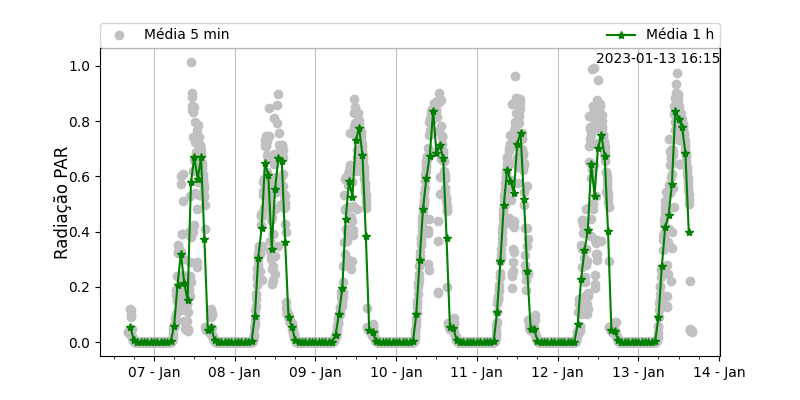 Média 5 min
Média 1 h
2023-01-13 16:15
Radiação PAR
1.0
0.8
0.6
0.4
0.2
0.0
07 - Jan
08 - Jan
09 - Jan
10 - Jan
11 - Jan
12 - Jan
13 - Jan
14 - Jan